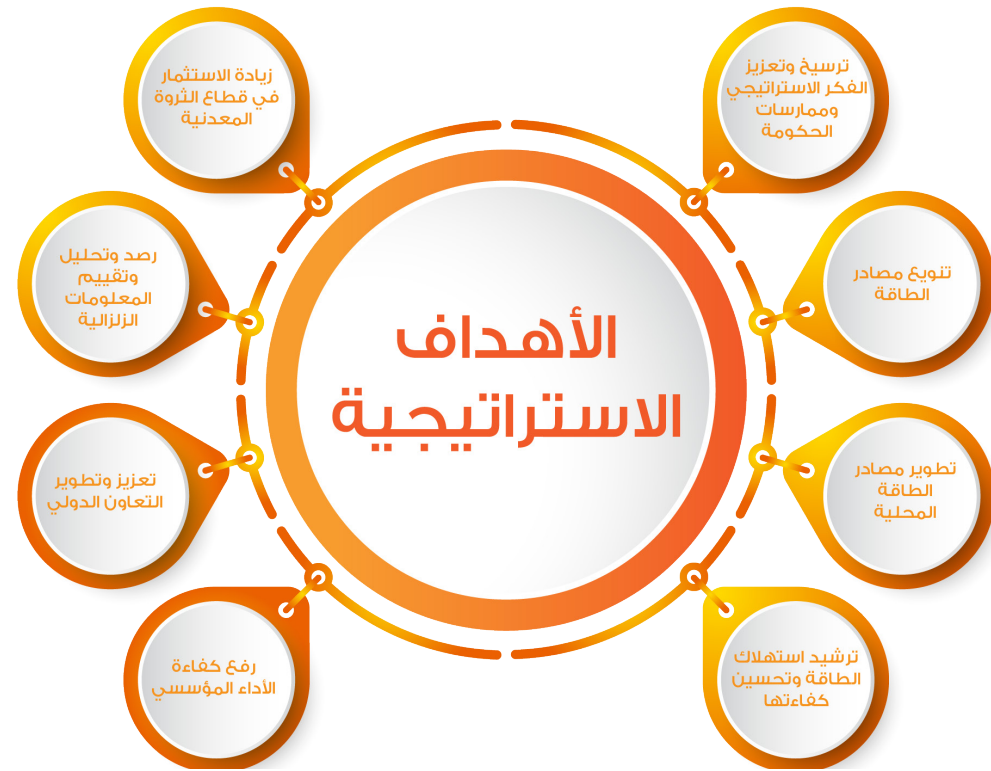 الأهداف
الاستراتيجية
ترسيخ وتعزيز
الفكر الاستراتيجي
وممارسات
الحكومة
تنويع مصادر
الطاقة
تطوير مصادر
الطاقة
المحلية
ترشيد استهلاك
الطاقة وتحسين
كفاءتها
زيادة الاستثمار
في قطاع الثروة
المعدنية
رصد وتحليل
وتقييم
المعلومات
الزلزالية
تعزيز وتطوير
التعاون الدولي
رفع كفاءة
الأداء المؤسسي